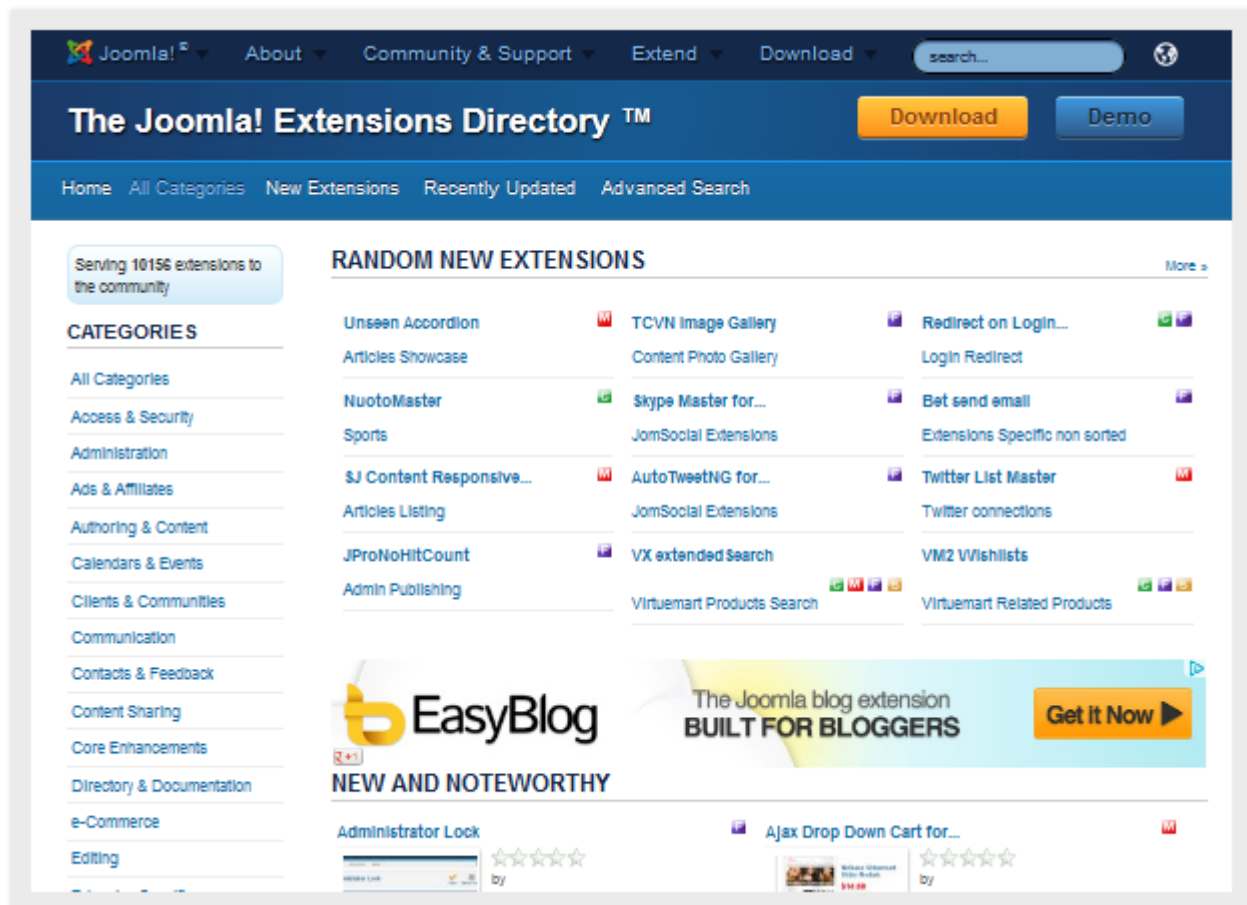 Joomla! About Community & Support Extend Download search...
The Joomla! Extensions Directory ™ Download Demo
Home All Categories New Extensions Recently Updated Advanced Search
Serving 10156 extensions to
the community
CATEGORIES
All Categories
Access & Security
Administration
Ads & Affiliates
Authoring & Content
Calendars & Events
Clients & Communities
Communication
Contacts & Feedback
Content Sharing
Core Enhancements
Directory & Documentation
e-Commerce
Editing
RANDOM NEW EXTENSIONS More »
Unseen Accordion M TCVN Image Gallery F Redirect on Login... C F
Articles Showcase Content Photo Gallery Login Redirect
NuotoMaster C Skype Master for... F Bet send email F
Sports JomSocial Extensions Extensions Specific non sorted
SJ Content Responsive... M AutoTweetNG for... F Twitter List Master M
Articles Listing JomSocial Extensions Twitter connections
JProNoHitCount F VX extendedSearch VM2 Wishlists
Admin Publishing C M P S C P S
Virtuemart Products Search Virtuemart Related Products
EasyBlog The Joomla blog extension
BUILT FOR BLOGGERS Get it Now
+1
NEW AND NOTEWORTHY
Administrator Lock F Ajax Drop Down Cart for... M
by by